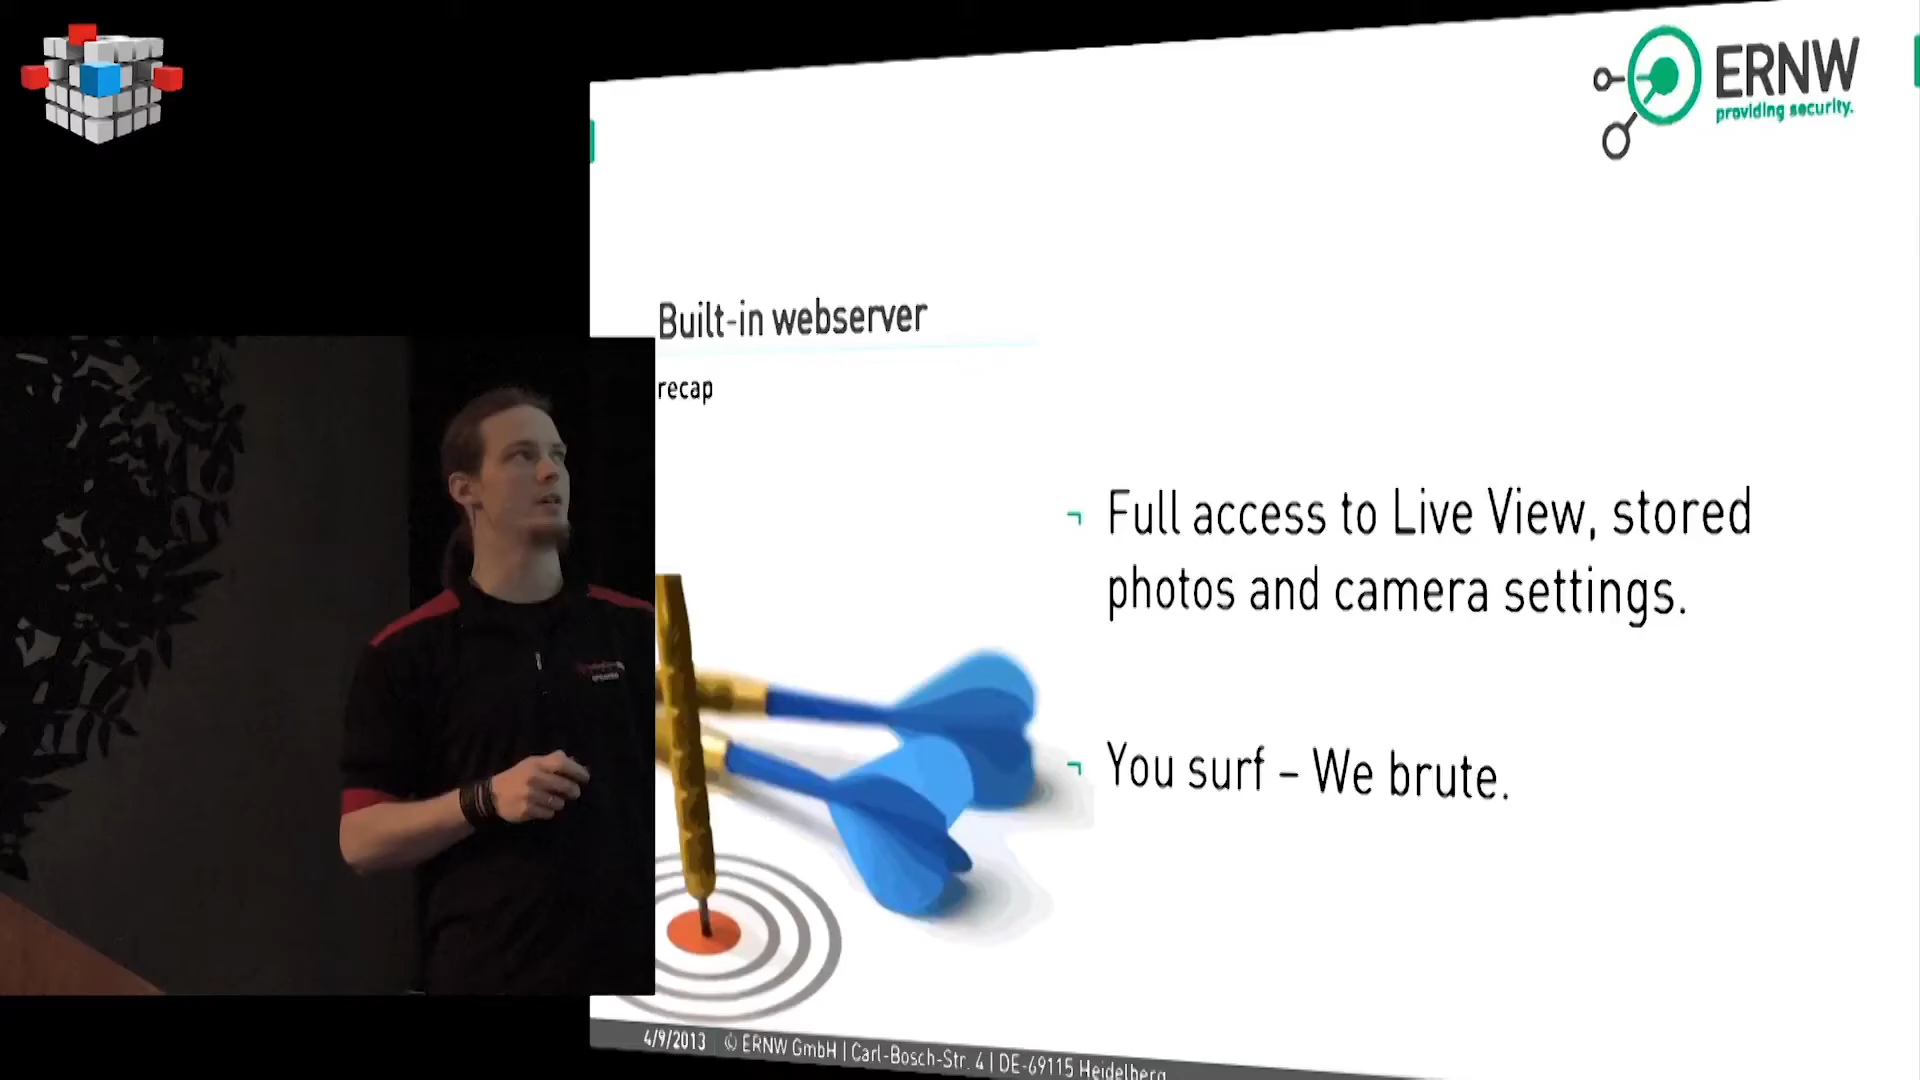 ERNW
providing security.
Built-in webserver
recap
¬ Full access to Live View, stored
photos and camera settings.
¬ You surf – We brute.
4/9/2013 | © ERNW GmbH | Carl-Bosch-Str. 4 | DE-69115 Heidelberg